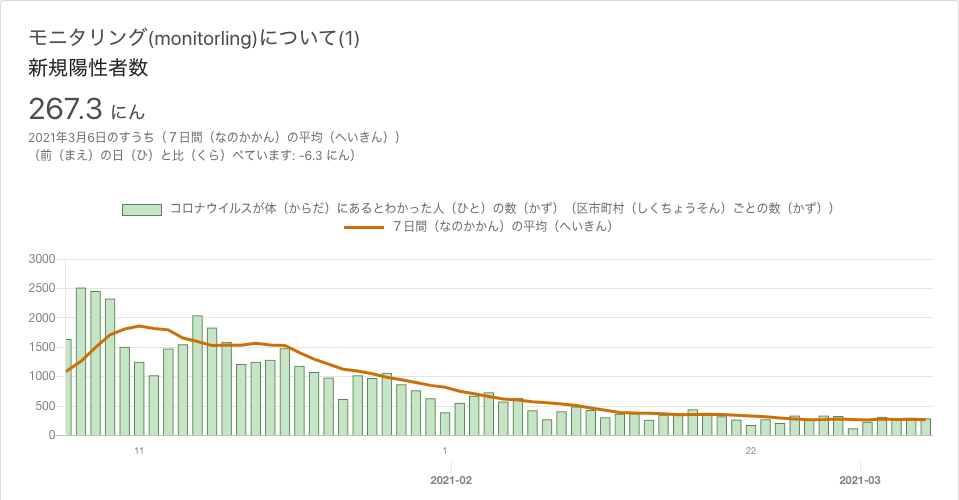 モニタリング(monitorling)について(1)
新規陽性者数
267.3 にん
2021年3月6日のすうち（７日間（なのかかん）の平均（へいきん））
（前（まえ）の日（ひ）と比（くら）べています: -6.3 にん）
コロナウイルスが体（からだ）にあるとわかった人（ひと）の数（かず）（区市町村（しくちょうそん）ごとの数（かず））
７日間（なのかかん）の平均（へいきん）
3000
2500
2000
1500
1000
500
0
11 1 22
2021-02 2021-03